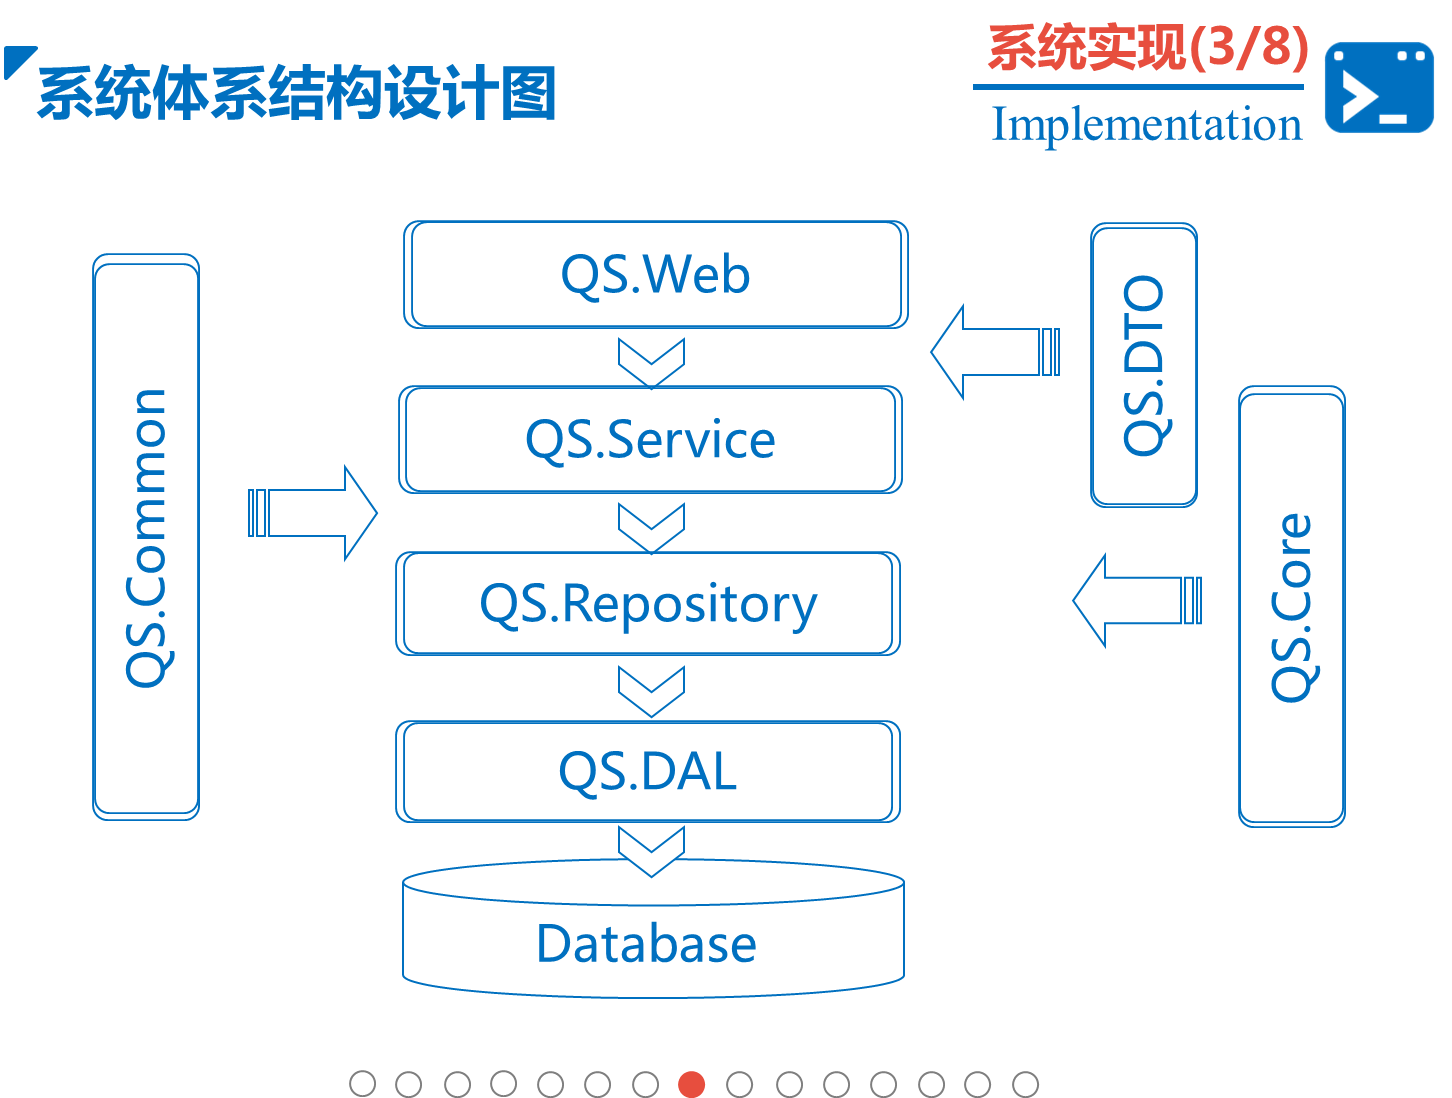 系统体系结构设计图
系统实现(3/8)
Implementation
QS.Common
QS.Web
QS.Service
QS.Repository
QS.DAL
Database
QS.DTO
QS.Core